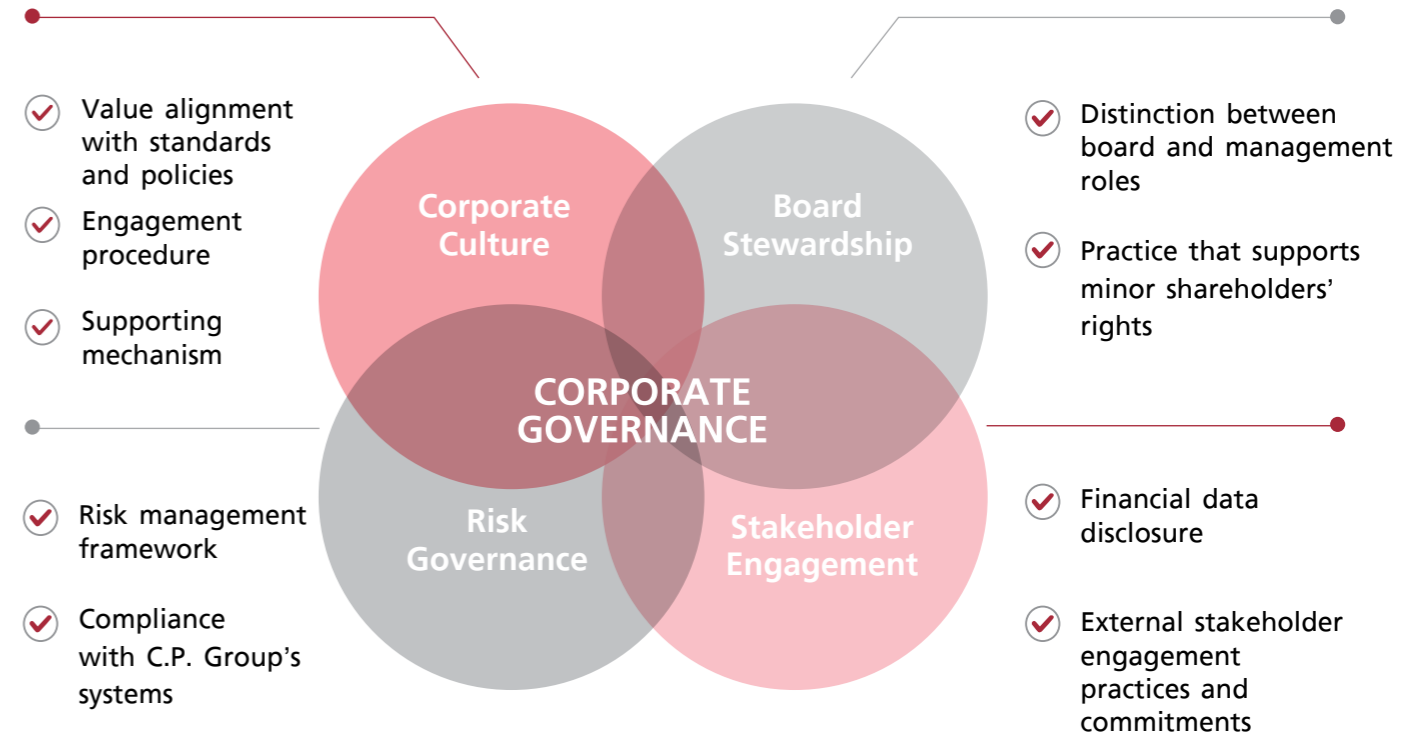 Value alignment
with standards
and policies
Engagement
procedure
Supporting
mechanism
Corporate
Culture
Board
Stewardship
Distinction between
board and management
roles
Practice that supports
minor shareholders’
rights
CORPORATE
GOVERNANCE
Risk management
framework
Compliance
with C.P. Group’s
systems
Risk
Governance
Stakeholder
Engagement
Financial data
disclosure
External stakeholder
engagement
practices and
commitments